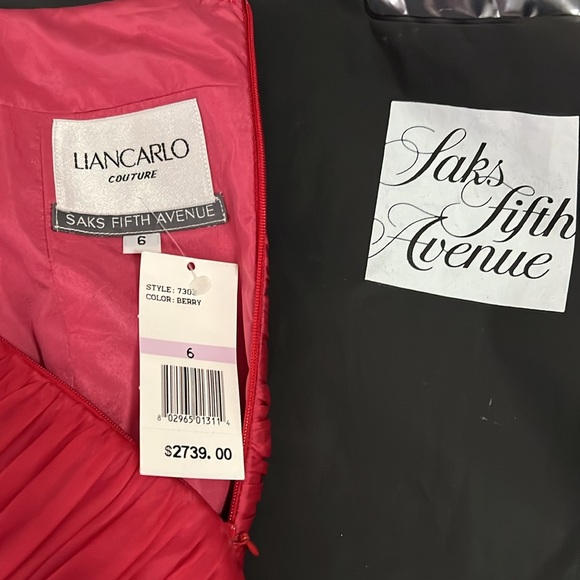 LIANCARLO
COUTURE
SAKS FIFTH AVENUE
6
STYLE: 730
COLOR: BERRY
6
8 02965 01311 4
$2739.00
Saks
Fifth
Avenue